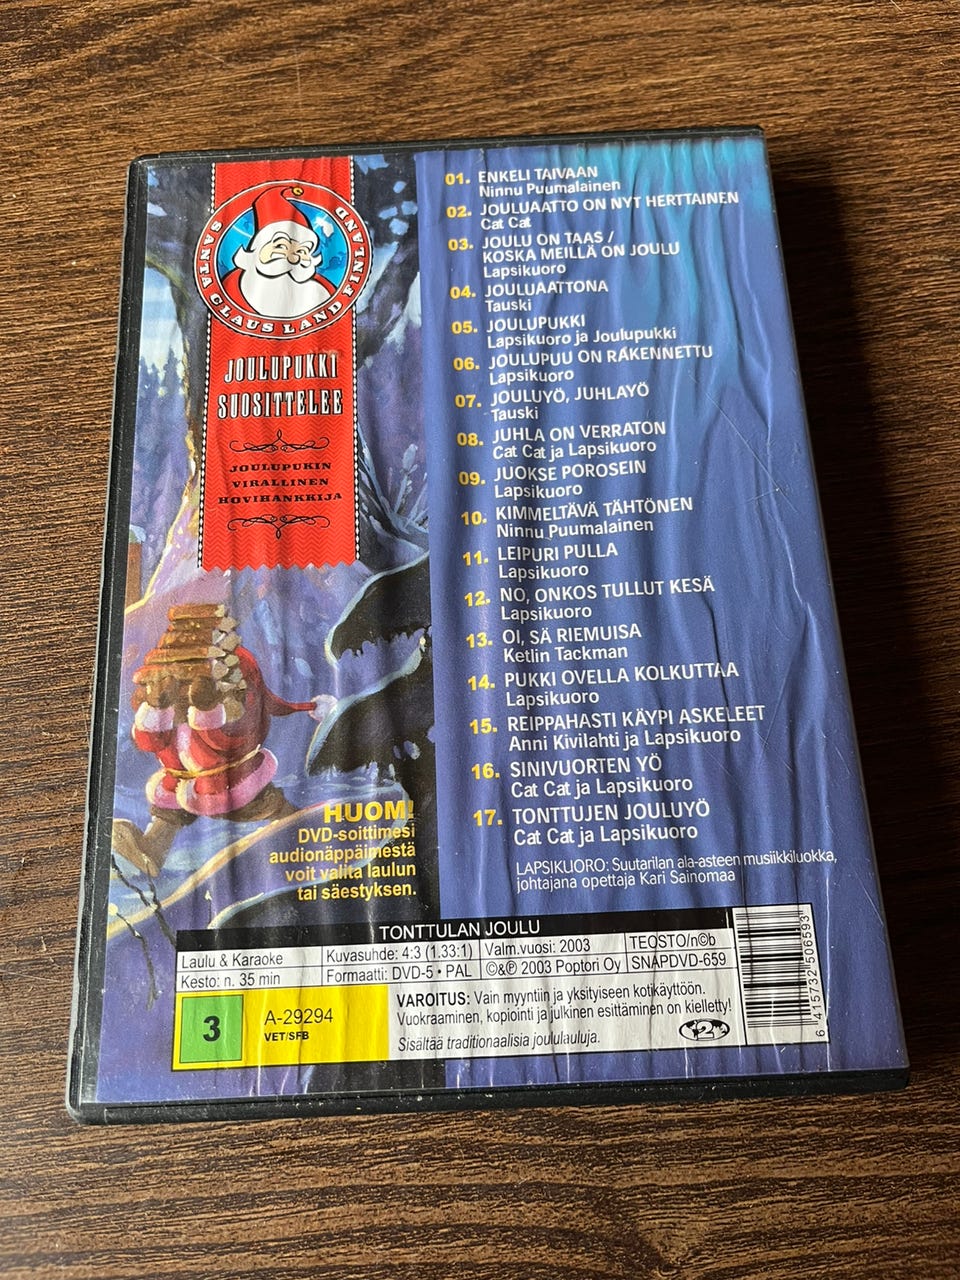 SANTA CLAUS LAND FINLAND
JOULUPUKKI
SUOSITTELEE
JOULUPUKIN
VIRALLINEN
HOVIHANKKIJA
01. ENKELI TAIVAAN
Ninnu Puumalainen
02. JOULUAATTO ON NYT HERTTAINEN
Cat Cat
03. JOULU ON TAAS /
KOSKA MEILLÄ ON JOULU
Lapsikuoro
04. JOULUAATTONA
Tauski
05. JOULUPUKKI
Lapsikuoro ja Joulupukki
06. JOULUPUU ON RAKENNETTU
Lapsikuoro
07. JOULUYÖ, JUHLAYÖ
Tauski
08. JUHLA ON VERRATON
Cat Cat ja Lapsikuoro
09. JUOKSE POROSEIN
Lapsikuoro
10. KIMMELTÄVÄ TÄHTÖNEN
Ninnu Puumalainen
11. LEIPURI PULLA
Lapsikuoro
12. NO, ONKOS TULLUT KESÄ
Lapsikuoro
13. OI, SÄ RIEMUISA
Ketlin Tackman
14. PUKKI OVELLA KOLKUTTAA
Lapsikuoro
15. REIPPAHASTI KÄYPI ASKELEET
Anni Kivilahti ja Lapsikuoro
16. SINIVUORTEN YÖ
Cat Cat ja Lapsikuoro
17. TONTTUJEN JOULUYÖ
Cat Cat ja Lapsikuoro
LAPSIKUORO: Suutarilan ala-asteen musiikkiluokka,
johtajana opettaja Kari Sainomaa
HUOM!
DVD-soittimesi
audionäppäimestä
voit valita laulun
tai säestyksen.
TONTTULAN JOULU
Laulu & Karaoke
Kesto: n. 35 min
Kuvasuhde: 4:3 (1.33:1)
Formaatti: DVD-5 • PAL
Valm.vuosi: 2003
©&℗ 2003 Poptori Oy
TEOSTO/n©b
SNAPDVD-659
3
A-29294
VET/SFB
VAROITUS: Vain myyntiin ja yksityiseen kotikäyttöön.
Vuokraaminen, kopiointi ja julkinen esittäminen on kielletty!
Sisältää traditionaalisia joululauluja.
2
6 415732 506593